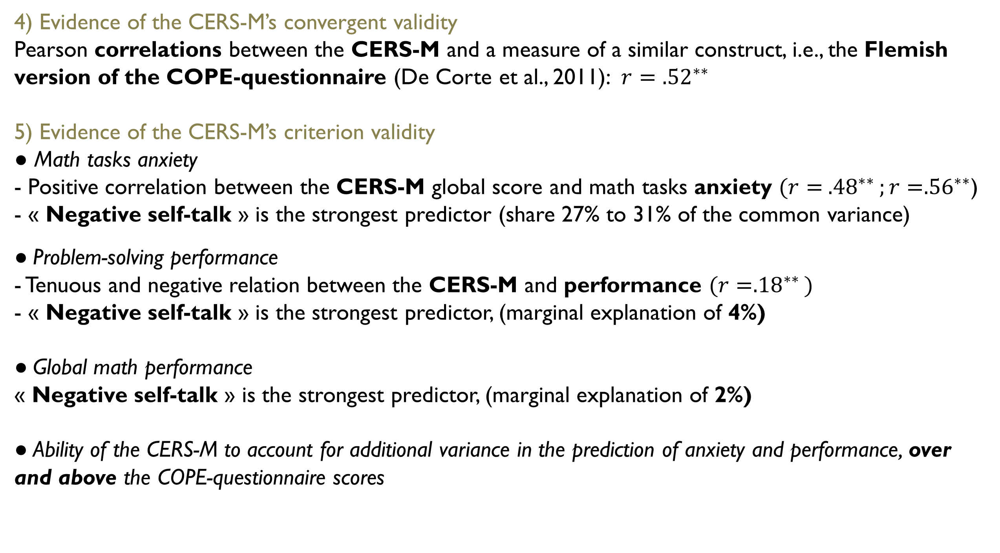 4) Evidence of the CERS-M’s convergent validity
Pearson correlations between the CERS-M and a measure of a similar construct, i.e., the Flemish
version of the COPE-questionnaire (De Corte et al., 2011): r = .52**
5) Evidence of the CERS-M’s criterion validity
● Math tasks anxiety
- Positive correlation between the CERS-M global score and math tasks anxiety (r = .48** ; r =.56**)
- « Negative self-talk » is the strongest predictor (share 27% to 31% of the common variance)
● Problem-solving performance
- Tenuous and negative relation between the CERS-M and performance (r =.18** )
- « Negative self-talk » is the strongest predictor, (marginal explanation of 4%)
● Global math performance
« Negative self-talk » is the strongest predictor, (marginal explanation of 2%)
● Ability of the CERS-M to account for additional variance in the prediction of anxiety and performance, over
and above the COPE-questionnaire scores